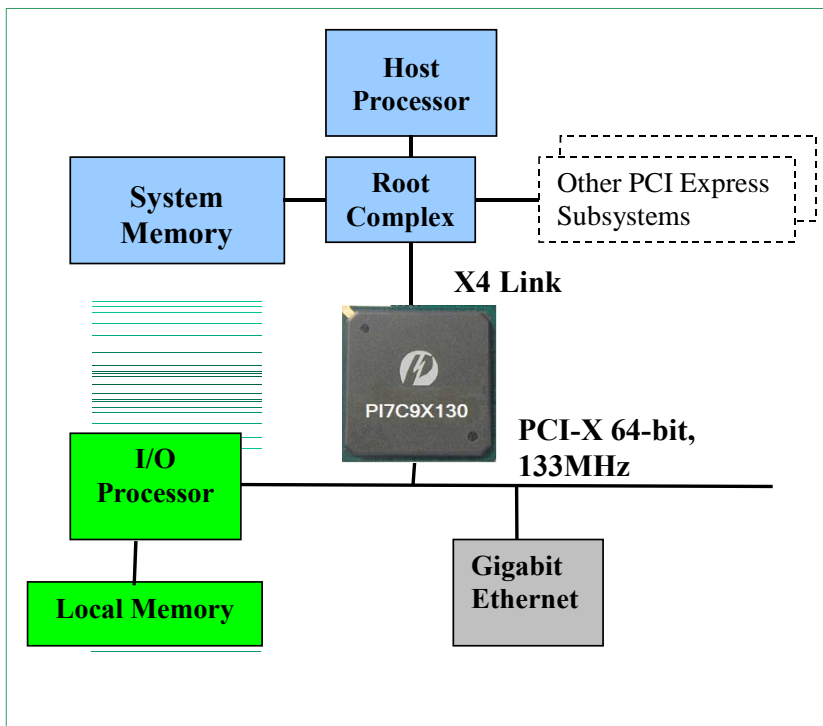 Host
Processor
System
Memory
Root
Complex
Other PCI Express
Subsystems
X4 Link
PI7C9X130
PCI-X 64-bit,
133MHz
I/O
Processor
Gigabit
Ethernet
Local Memory